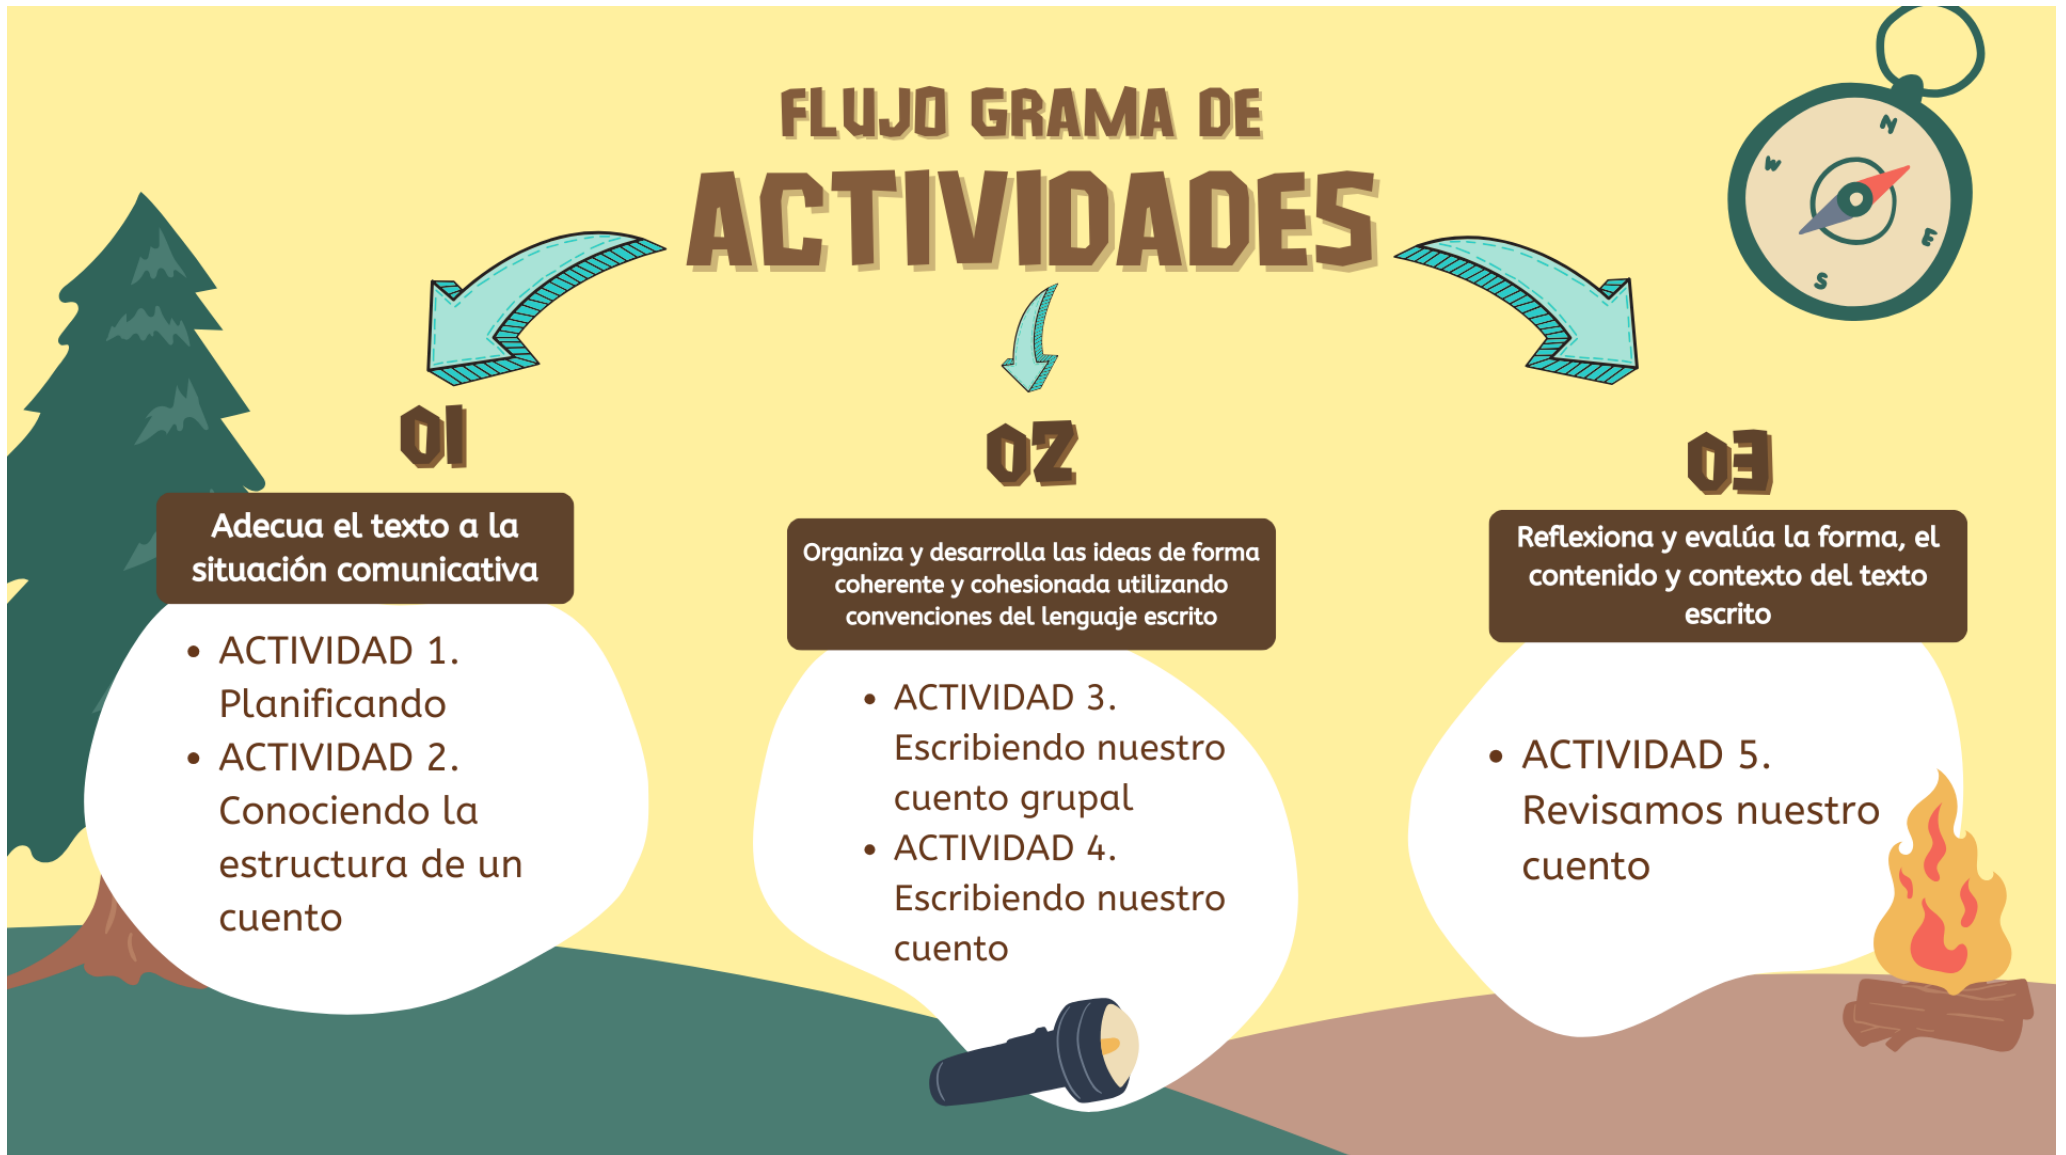 FLUJO GRAMA DE
ACTIVIDADES
N
W
E
S
01
Adecua el texto a la
situación comunicativa
• ACTIVIDAD 1.
Planificando
• ACTIVIDAD 2.
Conociendo la
estructura de un
cuento
02
Organiza y desarrolla las ideas de forma
coherente y cohesionada utilizando
convenciones del lenguaje escrito
• ACTIVIDAD 3.
Escribiendo nuestro
cuento grupal
• ACTIVIDAD 4.
Escribiendo nuestro
cuento
03
Reflexiona y evalúa la forma, el
contenido y contexto del texto
escrito
• ACTIVIDAD 5.
Revisamos nuestro
cuento